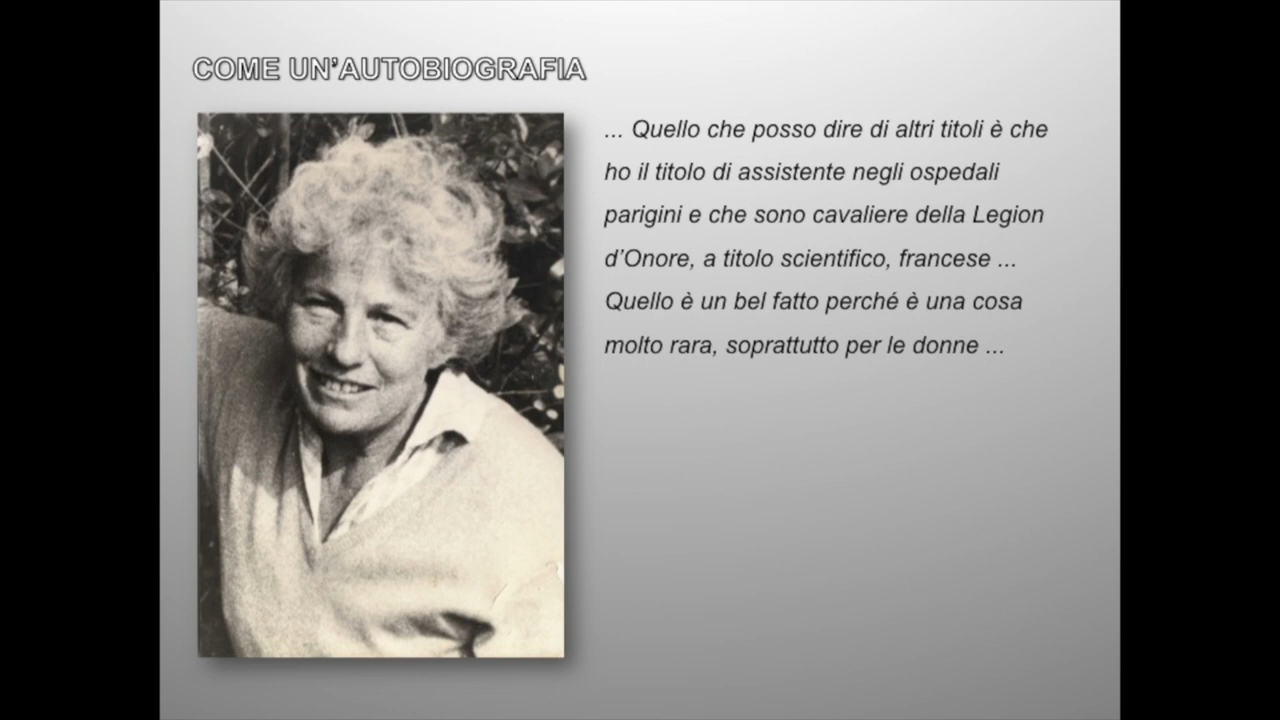 COME UN'AUTOBIOGRAFIA
... Quello che posso dire di altri titoli è che
ho il titolo di assistente negli ospedali
parigini e che sono cavaliere della Legion
d'Onore, a titolo scientifico, francese ...
Quello è un bel fatto perché è una cosa
molto rara, soprattutto per le donne ...